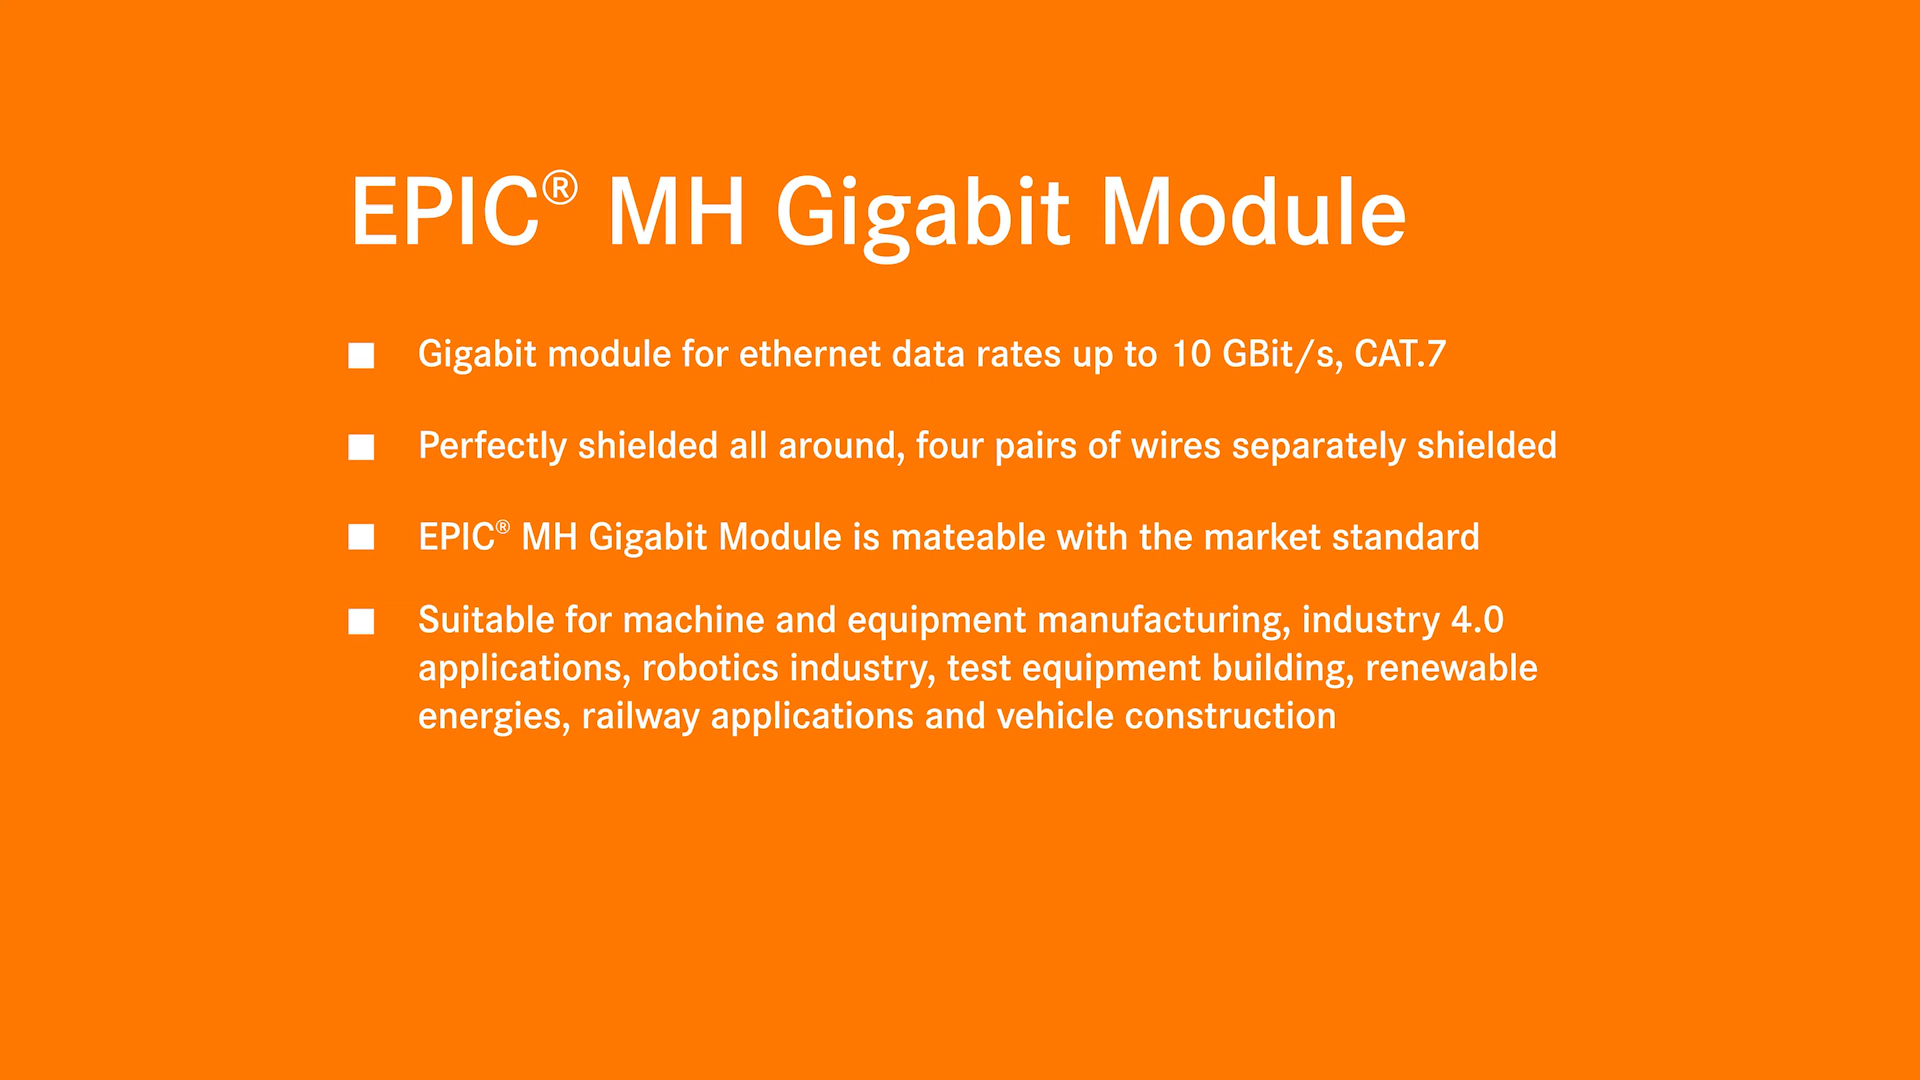 EPIC® MH Gigabit Module
■ Gigabit module for ethernet data rates up to 10 GBit/s, CAT.7
■ Perfectly shielded all around, four pairs of wires separately shielded
■ EPIC® MH Gigabit Module is mateable with the market standard
■ Suitable for machine and equipment manufacturing, industry 4.0
applications, robotics industry, test equipment building, renewable
energies, railway applications and vehicle construction